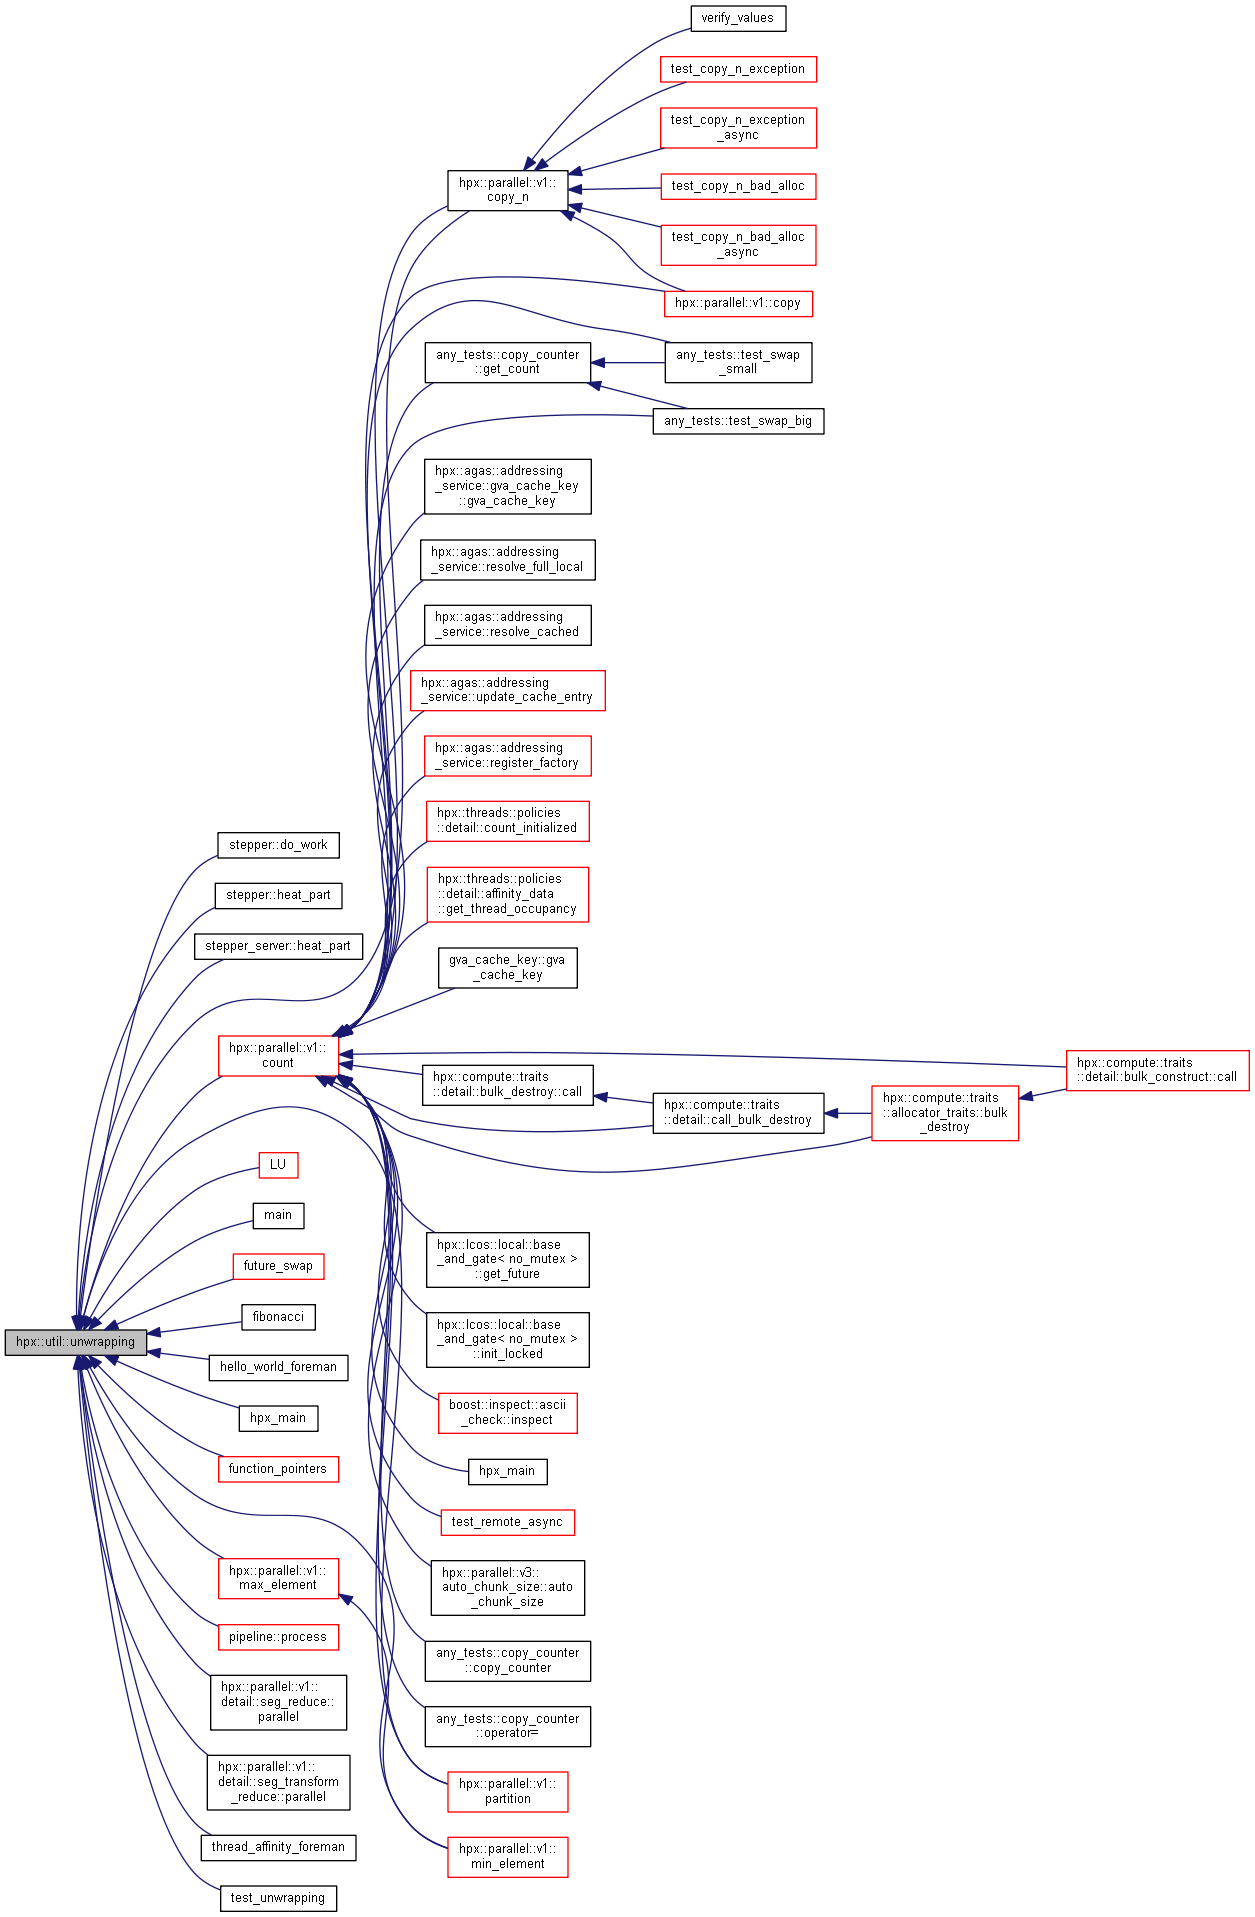 verify_values
test_copy_n_exception
test_copy_n_exception
_async
hpx::parallel::v1::
copy_n
test_copy_n_bad_alloc
test_copy_n_bad_alloc
_async
hpx::parallel::v1::copy
any_tests::copy_counter
::get_count
any_tests::test_swap
_small
any_tests::test_swap_big
hpx::agas::addressing
_service::gva_cache_key
::gva_cache_key
hpx::agas::addressing
_service::resolve_full_local
hpx::agas::addressing
_service::resolve_cached
hpx::agas::addressing
_service::update_cache_entry
hpx::agas::addressing
_service::register_factory
hpx::threads::policies
::detail::count_initialized
stepper::do_work
hpx::threads::policies
::detail::affinity_data
::get_thread_occupancy
stepper::heat_part
stepper_server::heat_part
gva_cache_key::gva
_cache_key
hpx::parallel::v1::
count
hpx::compute::traits
::detail::bulk_construct::call
hpx::compute::traits
::detail::bulk_destroy::call
hpx::compute::traits
::detail::call_bulk_destroy
hpx::compute::traits
::allocator_traits::bulk
_destroy
LU
main
hpx::lcos::local::base
_and_gate< no_mutex >
::get_future
future_swap
fibonacci
hpx::util::unwrapping
hpx::lcos::local::base
_and_gate< no_mutex >
::init_locked
hello_world_foreman
hpx_main
boost::inspect::ascii
_check::inspect
function_pointers
hpx_main
test_remote_async
hpx::parallel::v1::
max_element
hpx::parallel::v3::
auto_chunk_size::auto
_chunk_size
pipeline::process
any_tests::copy_counter
::copy_counter
hpx::parallel::v1::
detail::seg_reduce::
parallel
any_tests::copy_counter
::operator=
hpx::parallel::v1::
detail::seg_transform
_reduce::parallel
hpx::parallel::v1::
partition
thread_affinity_foreman
hpx::parallel::v1::
min_element
test_unwrapping